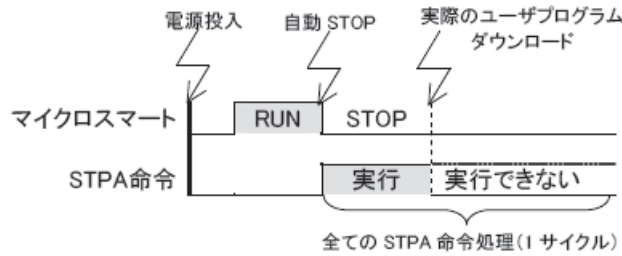 電源投入
自動 STOP
実際のユーザプログラム
ダウンロード
マイクロスマート
RUN
STOP
STPA命令
実行
実行できない
全ての STPA 命令処理(1 サイクル)